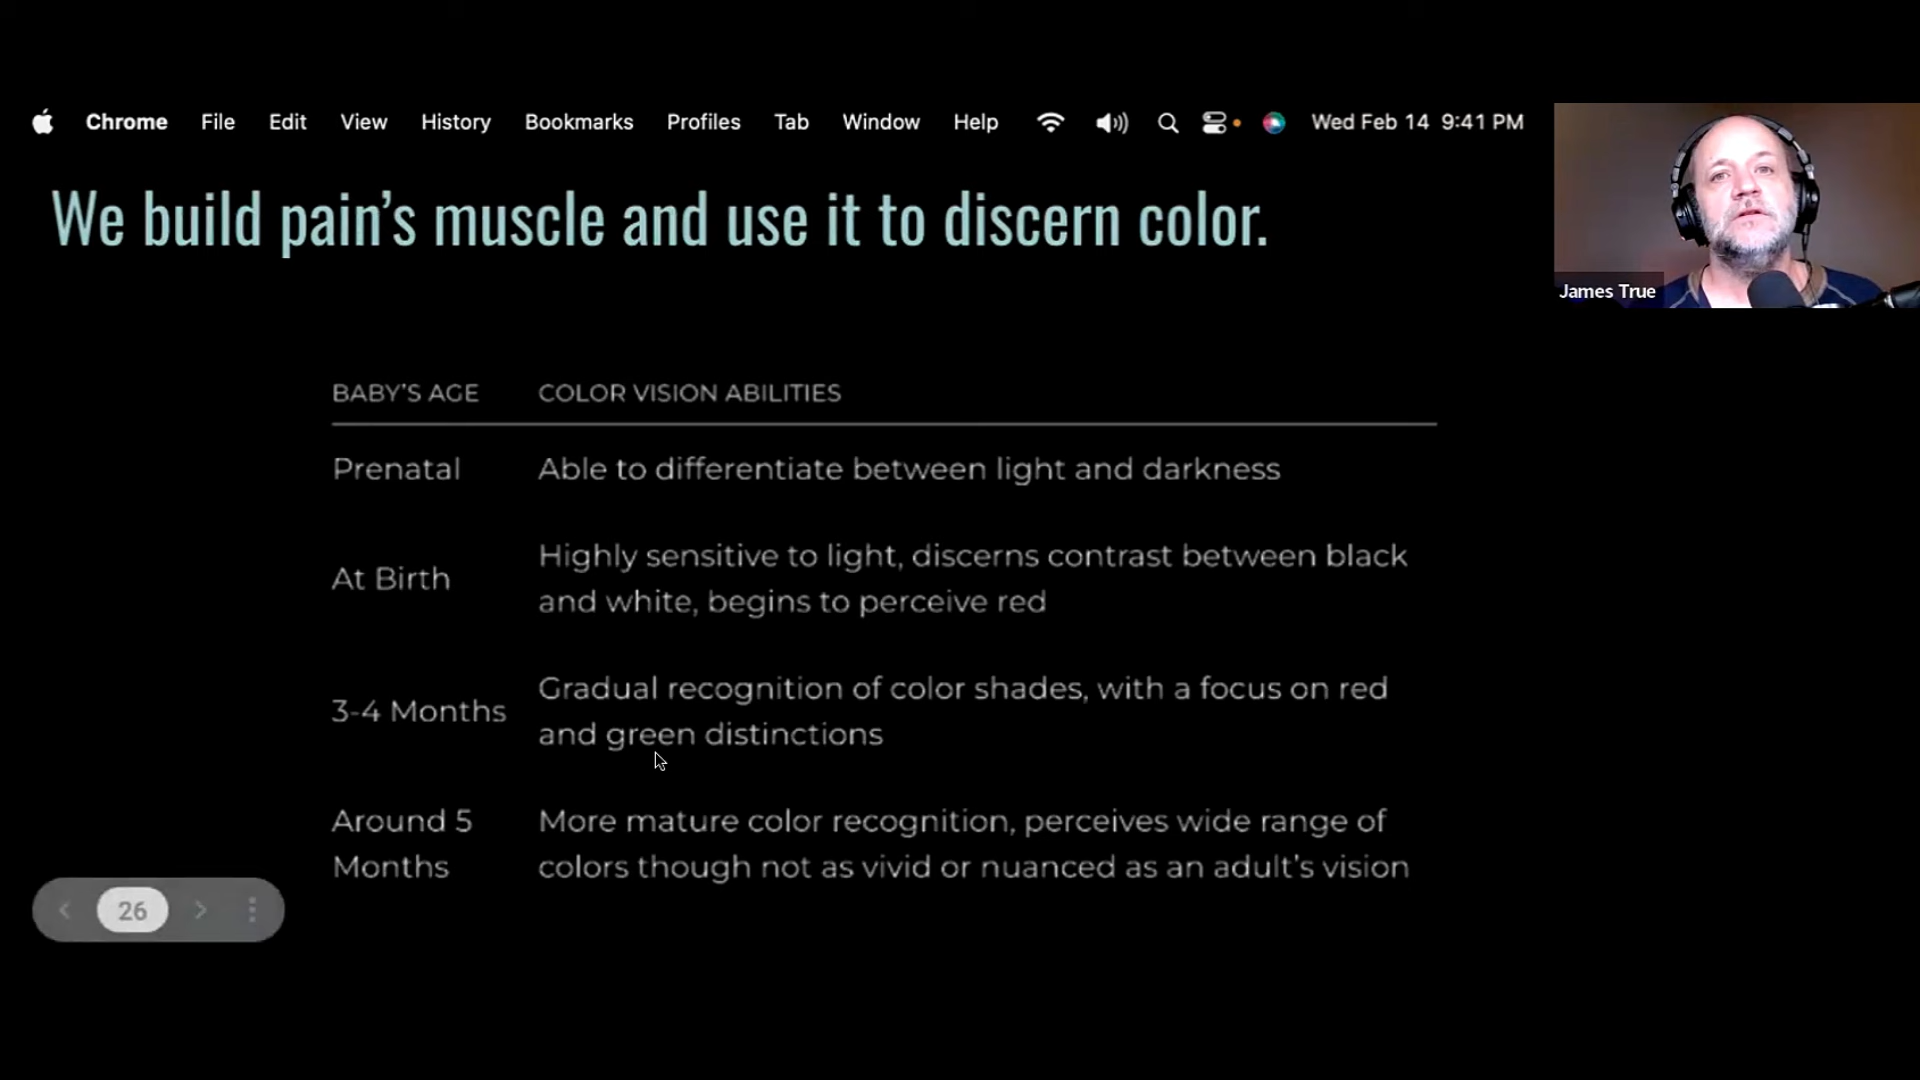 Chrome File Edit View History Bookmarks Profiles Tab Window Help Wed Feb 14 9:41 PM
We build pain's muscle and use it to discern color.
James True
BABY'S AGE COLOR VISION ABILITIES
Prenatal Able to differentiate between light and darkness
At Birth Highly sensitive to light, discerns contrast between black
and white, begins to perceive red
3-4 Months Gradual recognition of color shades, with a focus on red
and green distinctions
Around 5 More mature color recognition, perceives wide range of
Months colors though not as vivid or nuanced as an adult's vision
26